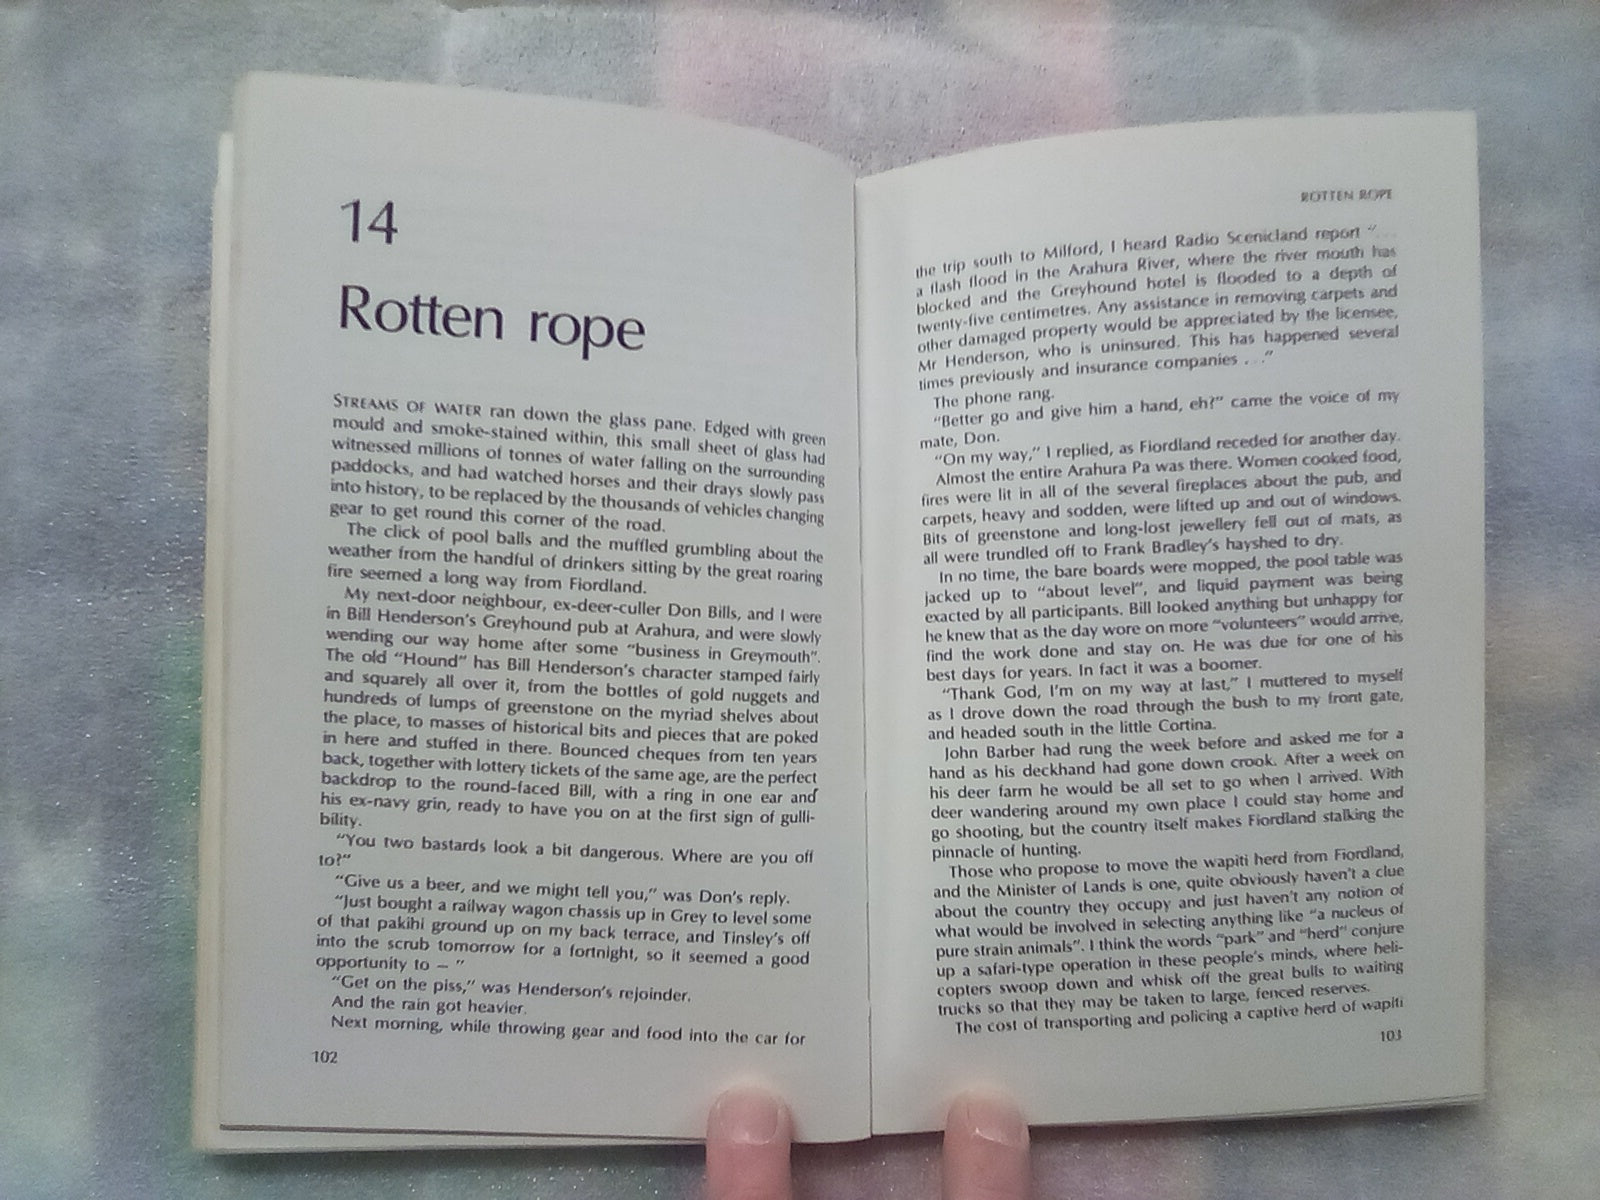 14
Rotten rope
STREAMS OF WATER ran down the glass pane. Edged with green
mould and smoke-stained within, this small sheet of glass had
witnessed millions of tonnes of water falling on the surrounding
paddocks, and had watched horses and their drays slowly pass
into history, to be replaced by the thousands of vehicles changing
gear to get round this corner of the road.
The click of pool balls and the muffled grumbling about the
weather from the handful of drinkers sitting by the great roaring
fire seemed a long way from Fiordland.
My next-door neighbour, ex-deer-culler Don Bills, and I were
in Bill Henderson's Greyhound pub at Arahura, and were slowly
wending our way home after some "business in Greymouth".
The old "Hound" has Bill Henderson's character stamped fairly
and squarely all over it, from the bottles of gold nuggets and
hundreds of lumps of greenstone on the myriad shelves about
the place, to masses of historical bits and pieces that are poked
in here and stuffed in there. Bounced cheques from ten years
back, together with lottery tickets of the same age, are the perfect
backdrop to the round-faced Bill, with a ring in one ear and
his ex-navy grin, ready to have you on at the first sign of gulli-
bility.
"You two bastards look a bit dangerous. Where are you off
to?"
"Give us a beer, and we might tell you," was Don's reply.
"Just bought a railway wagon chassis up in Grey to level some
of that pakihi ground up on my back terrace, and Tinsley's off
into the scrub tomorrow for a fortnight, so it seemed a good
opportunity to — "
"Get on the piss," was Henderson's rejoinder.
And the rain got heavier.
Next morning, while throwing gear and food into the car for
102
ROTTEN ROPE
the trip south to Milford, I heard Radio Scenicland report ". . .
a flash flood in the Arahura River, where the river mouth has
blocked and the Greyhound hotel is flooded to a depth of
twenty-five centimetres. Any assistance in removing carpets and
other damaged property would be appreciated by the licensee,
Mr Henderson, who is uninsured. This has happened several
times previously and insurance companies . . ."
The phone rang.
"Better go and give him a hand, eh?" came the voice of my
mate, Don.
"On my way," I replied, as Fiordland receded for another day.
Almost the entire Arahura Pa was there. Women cooked food,
fires were lit in all of the several fireplaces about the pub, and
carpets, heavy and sodden, were lifted up and out of windows.
Bits of greenstone and long-lost jewellery fell out of mats, as
all were trundled off to Frank Bradley's hayshed to dry.
In no time, the bare boards were mopped, the pool table was
jacked up to "about level", and liquid payment was being
exacted by all participants. Bill looked anything but unhappy for
he knew that as the day wore on more "volunteers" would arrive,
find the work done and stay on. He was due for one of his
best days for years. In fact it was a boomer.
"Thank God, I'm on my way at last," I muttered to myself
as I drove down the road through the bush to my front gate,
and headed south in the little Cortina.
John Barber had rung the week before and asked me for a
hand as his deckhand had gone down crook. After a week on
his deer farm he would be all set to go when I arrived. With
deer wandering around my own place I could stay home and
go shooting, but the country itself makes Fiordland stalking the
pinnacle of hunting.
Those who propose to move the wapiti herd from Fiordland,
and the Minister of Lands is one, quite obviously haven't a clue
about the country they occupy and just haven't any notion of
what would be involved in selecting anything like "a nucleus of
pure strain animals". I think the words "park" and "herd" conjure
up a safari-type operation in these people's minds, where heli-
copters swoop down and whisk off the great bulls to waiting
trucks so that they may be taken to large, fenced reserves.
The cost of transporting and policing a captive herd of wapiti
103